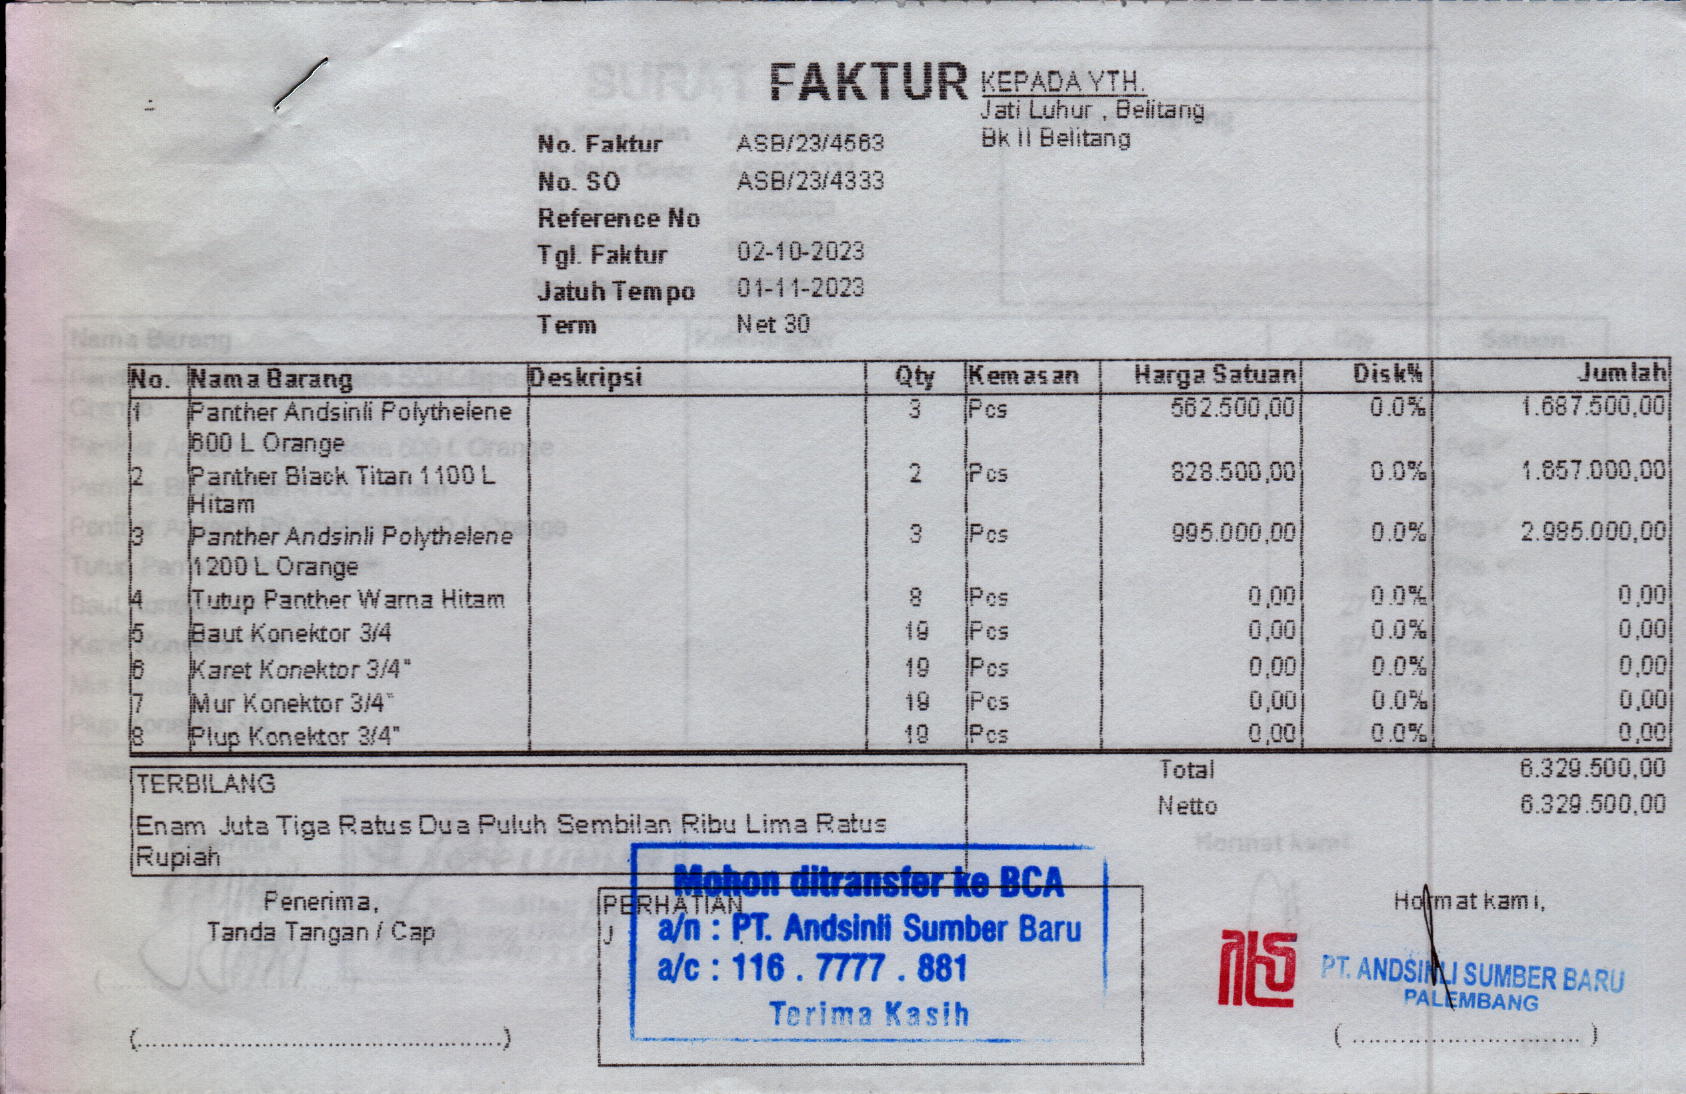 FAKTUR
KEPADA YTH.
Jati Luhur , Belitang
Bk II Belitang
No. Faktur ASB/23/4563
No. SO ASB/23/4333
Reference No
Tgl. Faktur 02-10-2023
Jatuh Tempo 01-11-2023
Term Net 30
No. Nama Barang Deskripsi Qty Kemasan Harga Satuan Disk% Jumlah
1 Panther Andsinli Polythelene 3 Pcs 562.500,00 0.0% 1.687.500,00
600 L Orange
2 Panther Black Titan 1100 L 2 Pcs 828.500,00 0.0% 1.657.000,00
Hitam
3 Panther Andsinli Polythelene 3 Pcs 995.000,00 0.0% 2.985.000,00
1200 L Orange
4 Tutup Panther Warna Hitam 8 Pcs 0,00 0.0% 0,00
5 Baut Konektor 3/4 19 Pcs 0,00 0.0% 0,00
6 Karet Konektor 3/4" 19 Pcs 0,00 0.0% 0,00
7 Mur Konektor 3/4" 19 Pcs 0,00 0.0% 0,00
8 Plup Konektor 3/4" 19 Pcs 0,00 0.0% 0,00
Total 6.329.500,00
Netto 6.329.500,00
TERBILANG
Enam Juta Tiga Ratus Dua Puluh Sembilan Ribu Lima Ratus
Rupiah
Penerima,
Tanda Tangan / Cap
(............................................)
PERHATIAN
J
Mohon ditransfer ke BCA
a/n : PT. Andsinli Sumber Baru
a/c : 116 . 7777 . 881
Terima Kasih
Hormat kami,
PT. ANDSINLI SUMBER BARU
PALEMBANG
( ............................ )